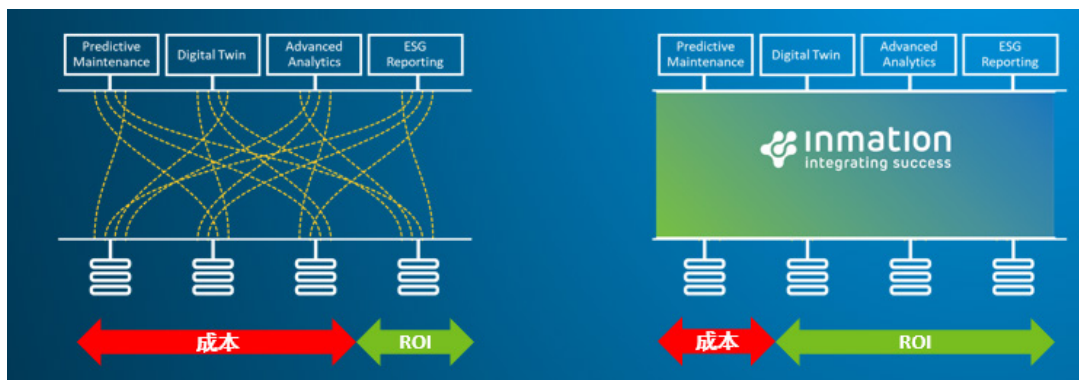 Predictive
Maintenance
Digital Twin
Advanced
Analytics
ESG
Reporting
成本
ROI
Predictive
Maintenance
Digital Twin
Advanced
Analytics
ESG
Reporting
inmation
integrating success
成本
ROI